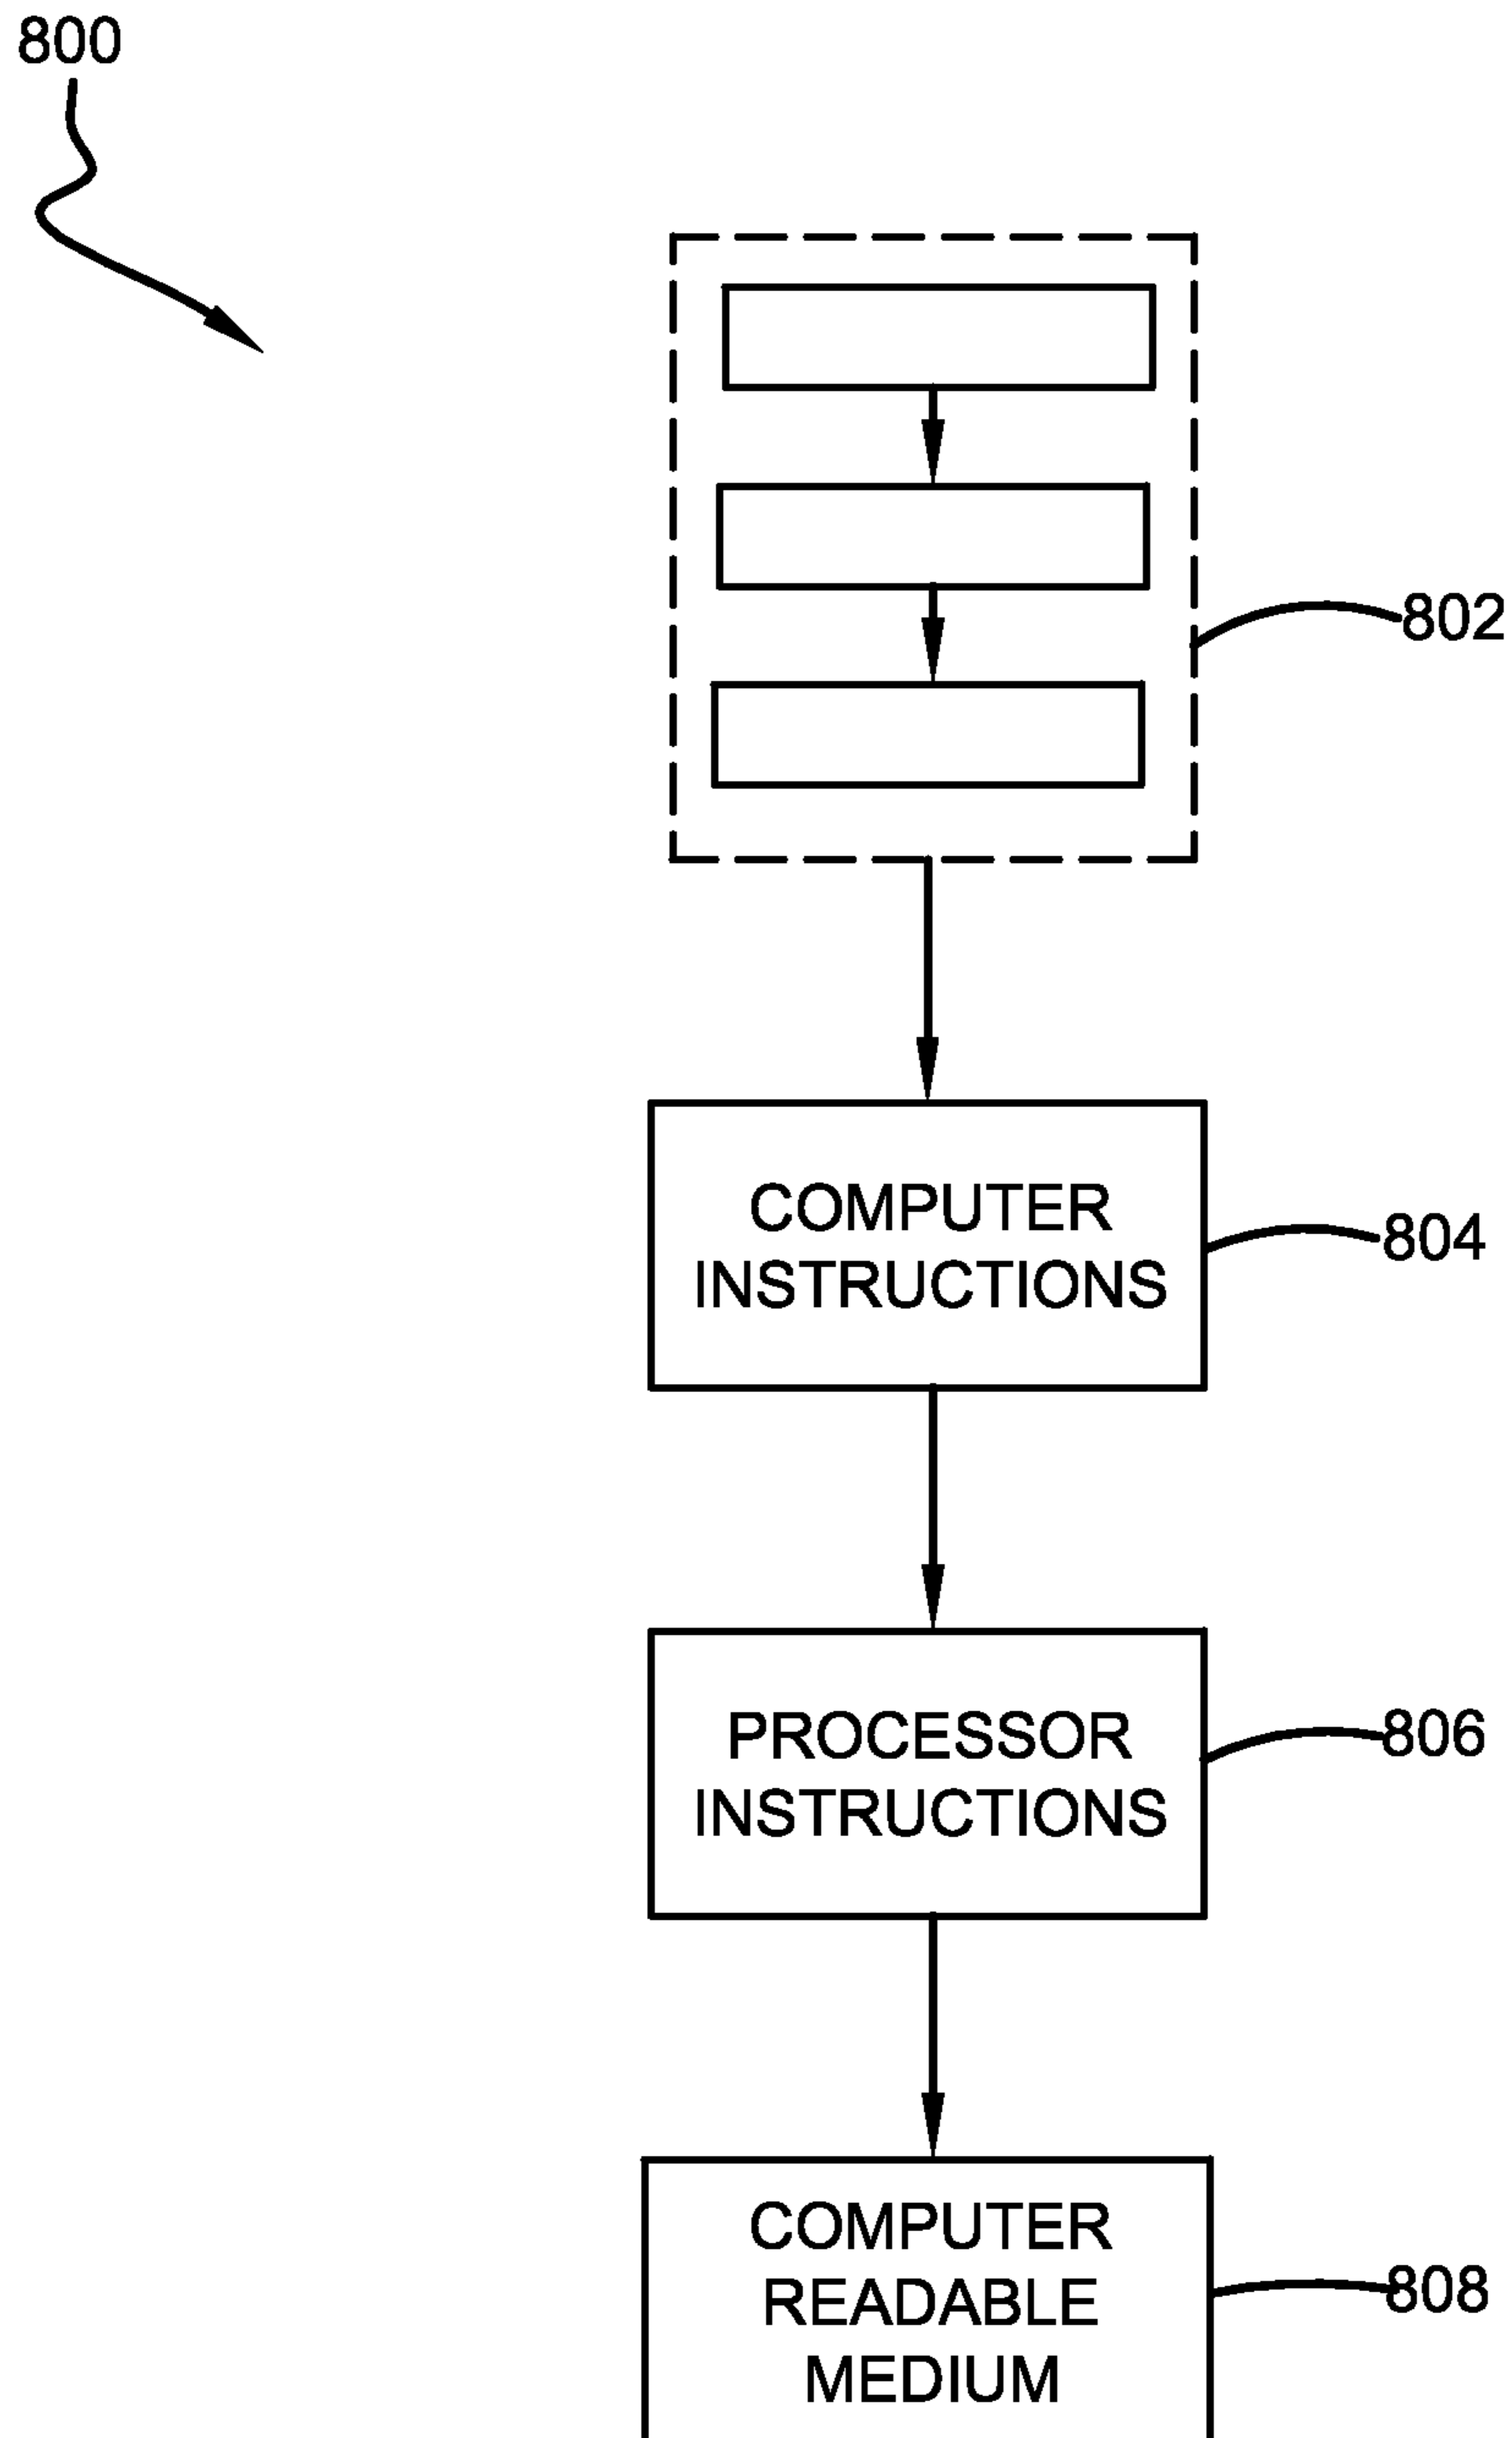 800
802
COMPUTER
INSTRUCTIONS
804
PROCESSOR
INSTRUCTIONS
806
COMPUTER
READABLE
MEDIUM
808